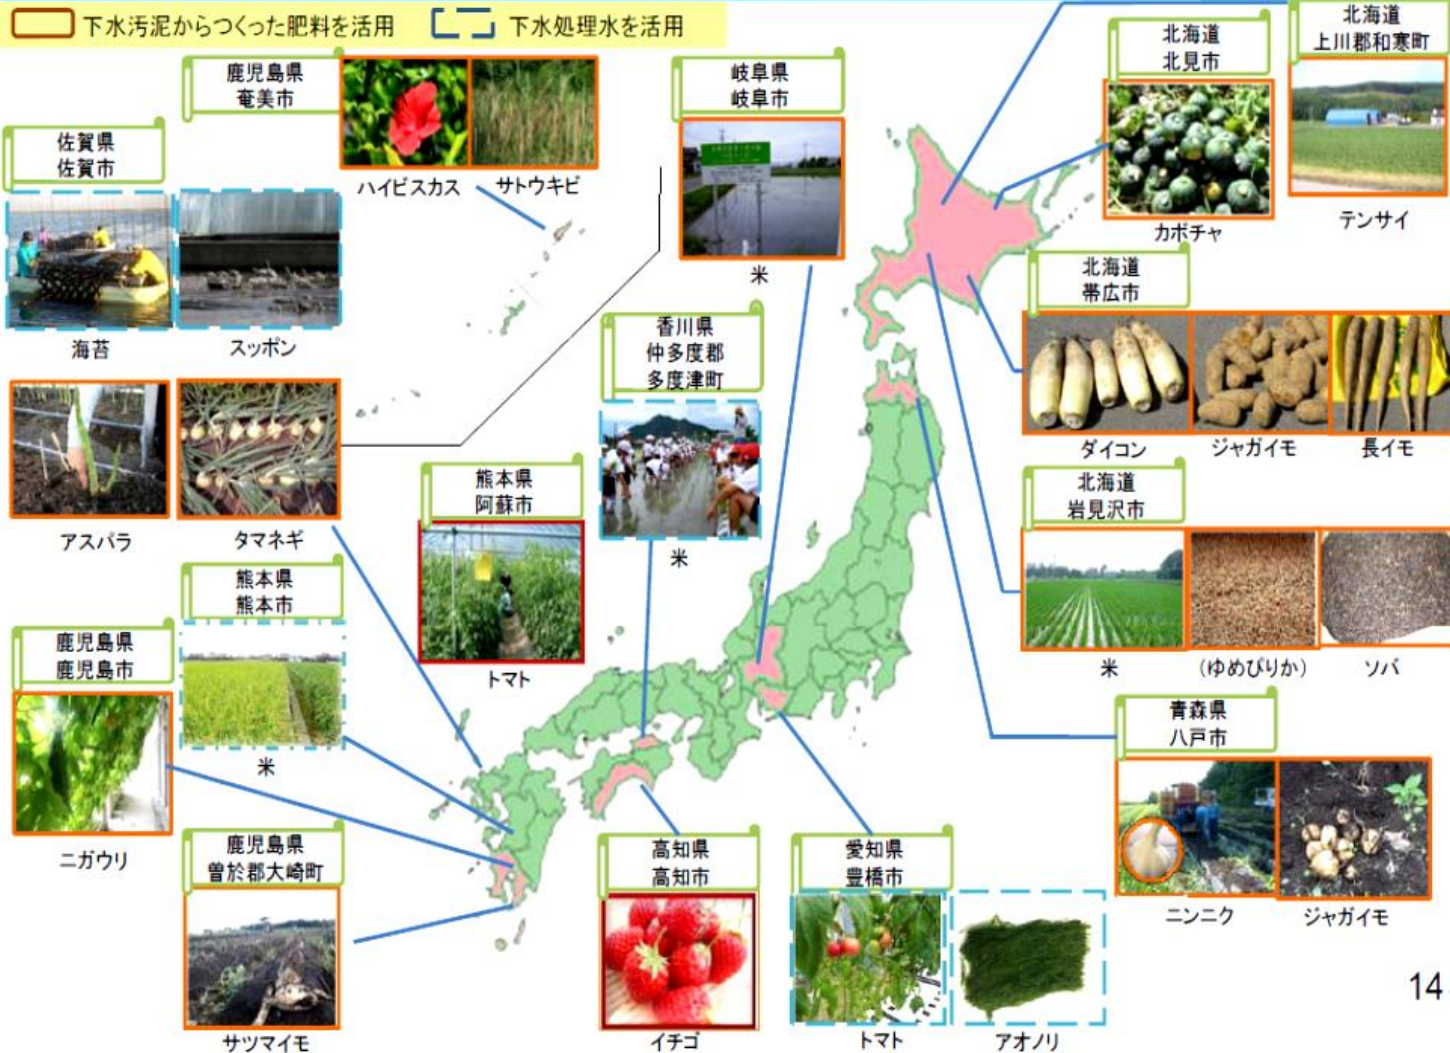 下水汚泥からつくった肥料を活用
下水処理水を活用
鹿児島県
奄美市
ハイビスカス
サトウキビ
佐賀県
佐賀市
海苔
スッポン
アスパラ
タマネギ
岐阜県
岐阜市
米
北海道
北見市
カボチャ
北海道
上川郡和寒町
テンサイ
北海道
帯広市
ダイコン
ジャガイモ
長イモ
香川県
仲多度郡
多度津町
米
熊本県
阿蘇市
トマト
北海道
岩見沢市
米
(ゆめぴりか)
ソバ
熊本県
熊本市
米
鹿児島県
鹿児島市
ニガウリ
青森県
八戸市
ニンニク
ジャガイモ
鹿児島県
曽於郡大崎町
サツマイモ
高知県
高知市
イチゴ
愛知県
豊橋市
トマト
アオノリ
14